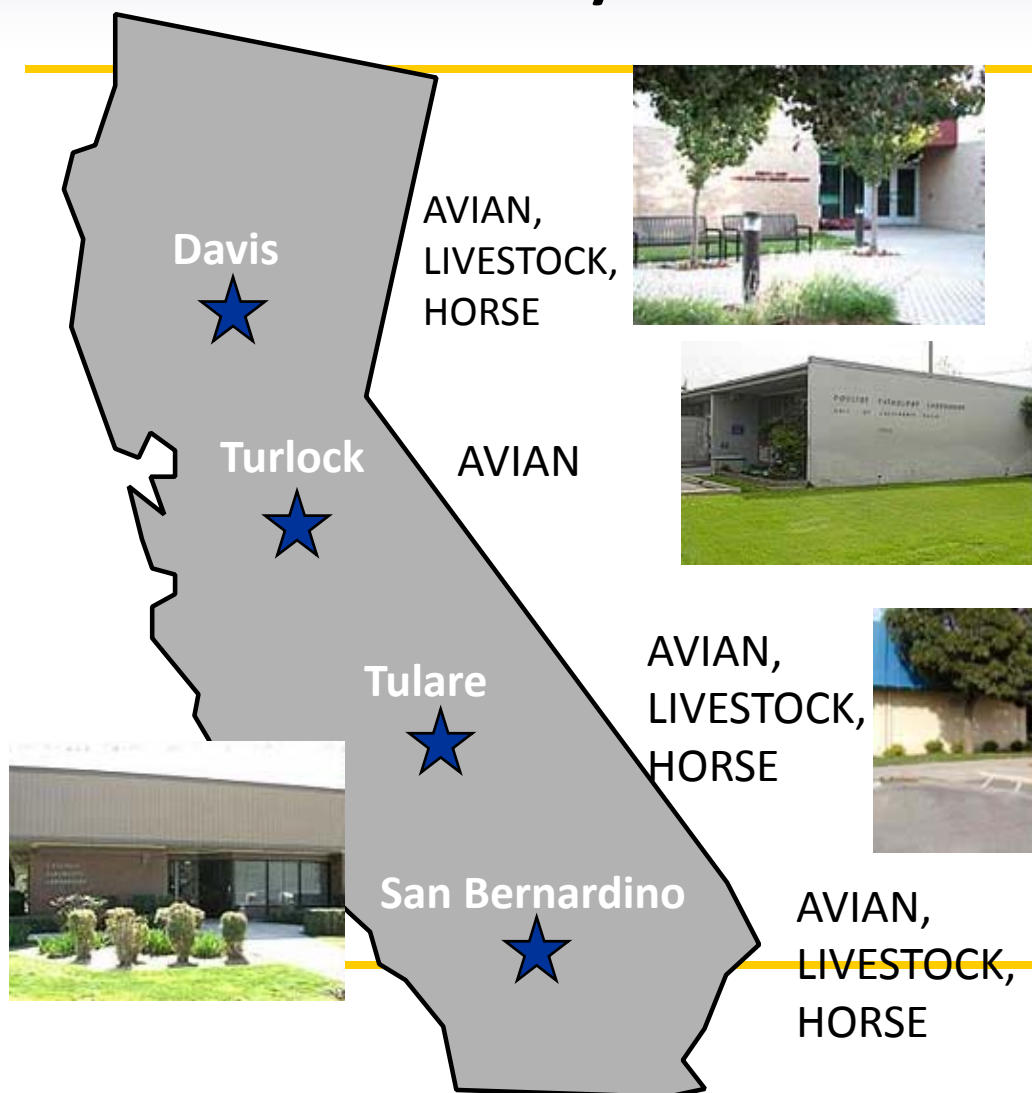 AVIAN,
LIVESTOCK,
HORSE
Davis
Turlock
AVIAN
AVIAN,
LIVESTOCK,
HORSE
Tulare
San Bernardino
AVIAN,
LIVESTOCK,
HORSE